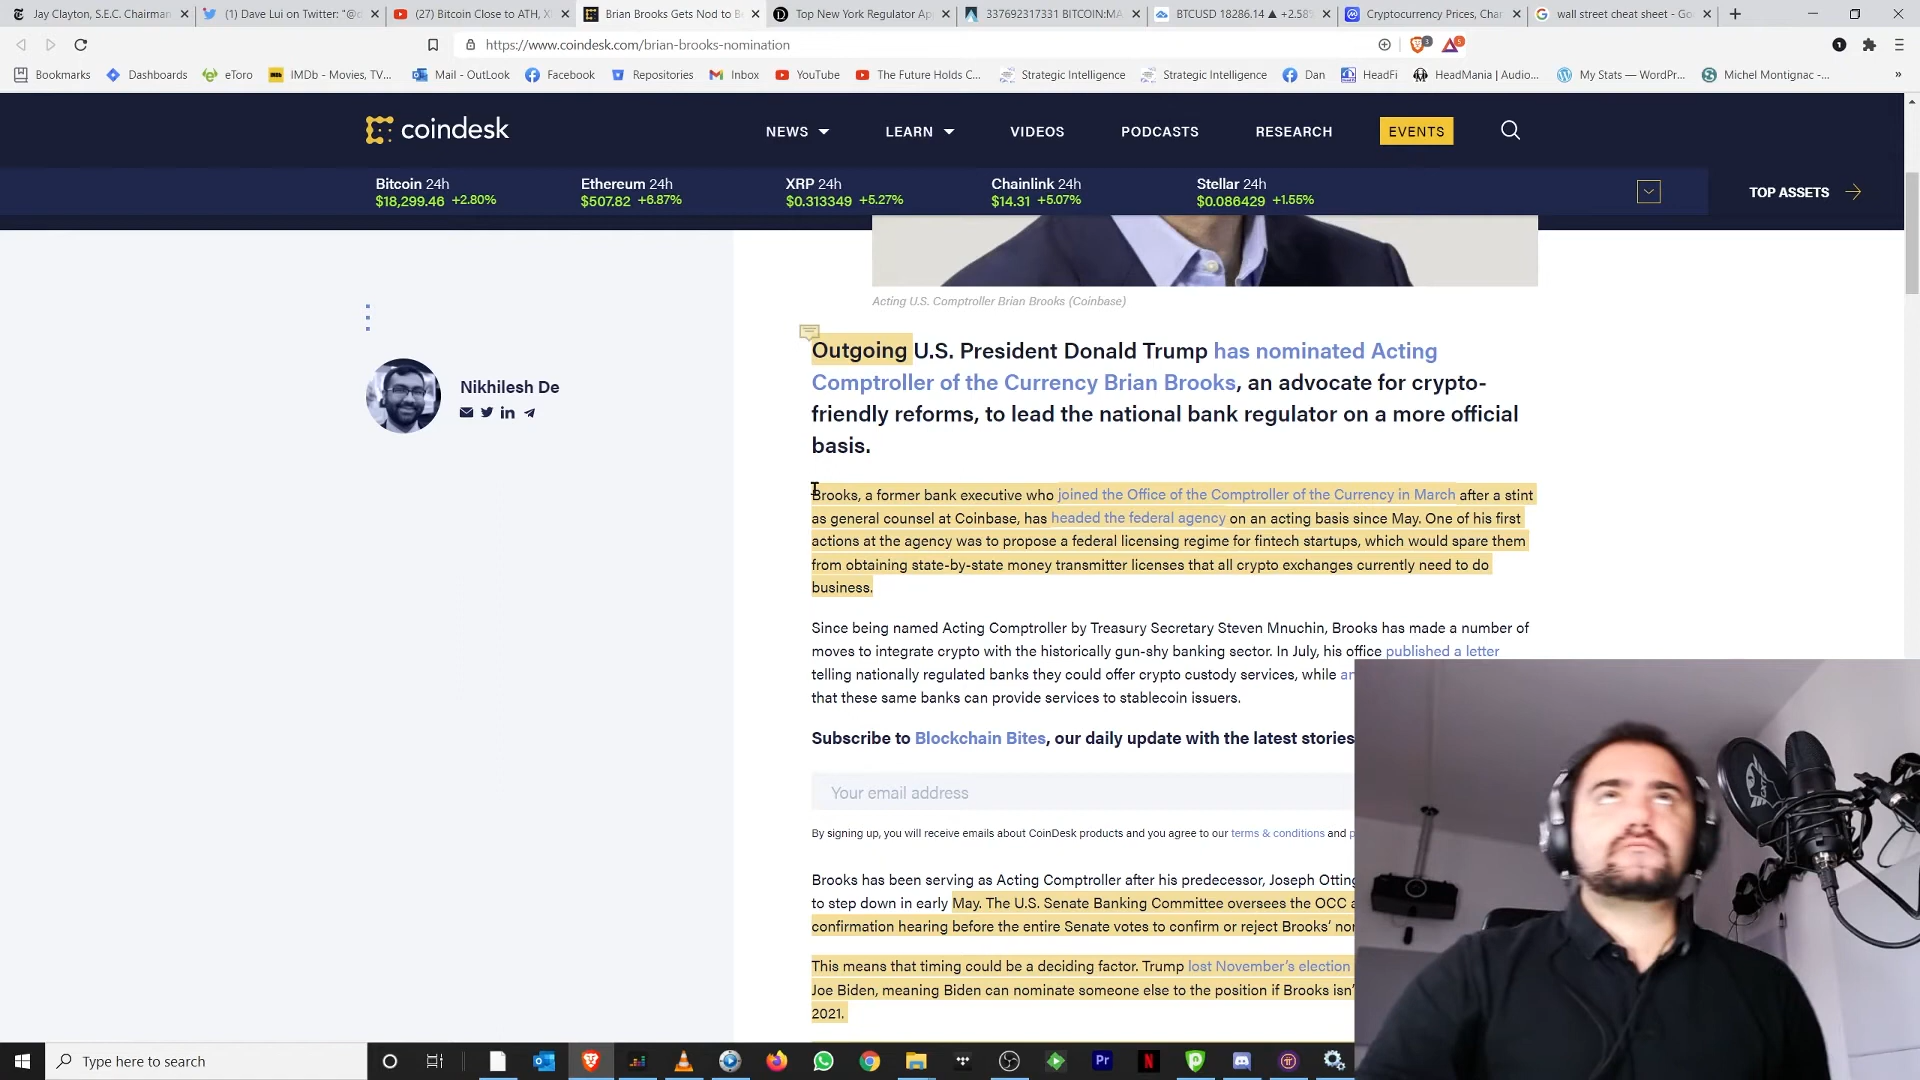 Jay Clayton, S.E.C. Chairman
(1) Dave Lui on Twitter: "@d
(27) Bitcoin Close to ATH, X
Brian Brooks Gets Nod to B
Top New York Regulator Ap
337692317331 BITCOIN:MA
BTCUSD 18286.14 ▲ +2.58
Cryptocurrency Prices, Cha
wall street cheat sheet - Go
https://www.coindesk.com/brian-brooks-nomination
Bookmarks
Dashboards
eToro
IMDb - Movies, TV...
Mail - OutLook
Facebook
Repositories
Inbox
YouTube
The Future Holds C...
Strategic Intelligence
Strategic Intelligence
Dan
HeadFi
HeadMania | Audio...
My Stats — WordPr...
Michel Montignac -...
coindesk
NEWS
LEARN
VIDEOS
PODCASTS
RESEARCH
EVENTS
Bitcoin 24h
$18,299.46 +2.80%
Ethereum 24h
$507.82 +6.87%
XRP 24h
$0.313349 +5.27%
Chainlink 24h
$14.31 +5.07%
Stellar 24h
$0.086429 +1.55%
TOP ASSETS
Acting U.S. Comptroller Brian Brooks (Coinbase)
Nikhilesh De
Outgoing U.S. President Donald Trump has nominated Acting
Comptroller of the Currency Brian Brooks, an advocate for crypto-
friendly reforms, to lead the national bank regulator on a more official
basis.
Brooks, a former bank executive who joined the Office of the Comptroller of the Currency in March after a stint
as general counsel at Coinbase, has headed the federal agency on an acting basis since May. One of his first
actions at the agency was to propose a federal licensing regime for fintech startups, which would spare them
from obtaining state-by-state money transmitter licenses that all crypto exchanges currently need to do
business.
Since being named Acting Comptroller by Treasury Secretary Steven Mnuchin, Brooks has made a number of
moves to integrate crypto with the historically gun-shy banking sector. In July, his office published a letter
telling nationally regulated banks they could offer crypto custody services, while an
that these same banks can provide services to stablecoin issuers.
Subscribe to Blockchain Bites, our daily update with the latest stories
Your email address
By signing up, you will receive emails about CoinDesk products and you agree to our terms & conditions and p
Brooks has been serving as Acting Comptroller after his predecessor, Joseph Otting
to step down in early May. The U.S. Senate Banking Committee oversees the OCC a
confirmation hearing before the entire Senate votes to confirm or reject Brooks' no
This means that timing could be a deciding factor. Trump lost November's election
Joe Biden, meaning Biden can nominate someone else to the position if Brooks isn'
2021.
Type here to search